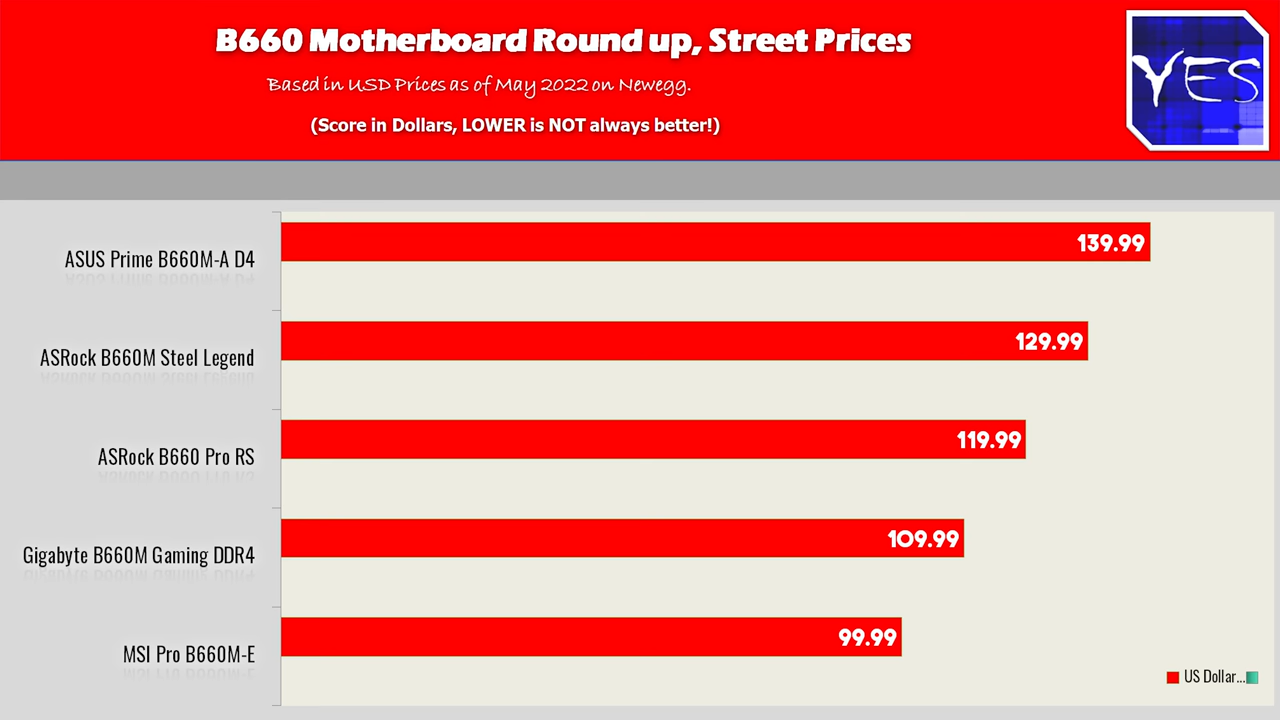 B660 Motherboard Round up, Street Prices
Based in USD Prices as of May 2022 on Newegg.
(Score in Dollars, LOWER is NOT always better!)
YES
ASUS Prime B660M-A D4
139.99
ASRock B660M Steel Legend
129.99
ASRock B660 Pro RS
119.99
Gigabyte B660M Gaming DDR4
109.99
MSI Pro B660M-E
99.99
US Dollar...